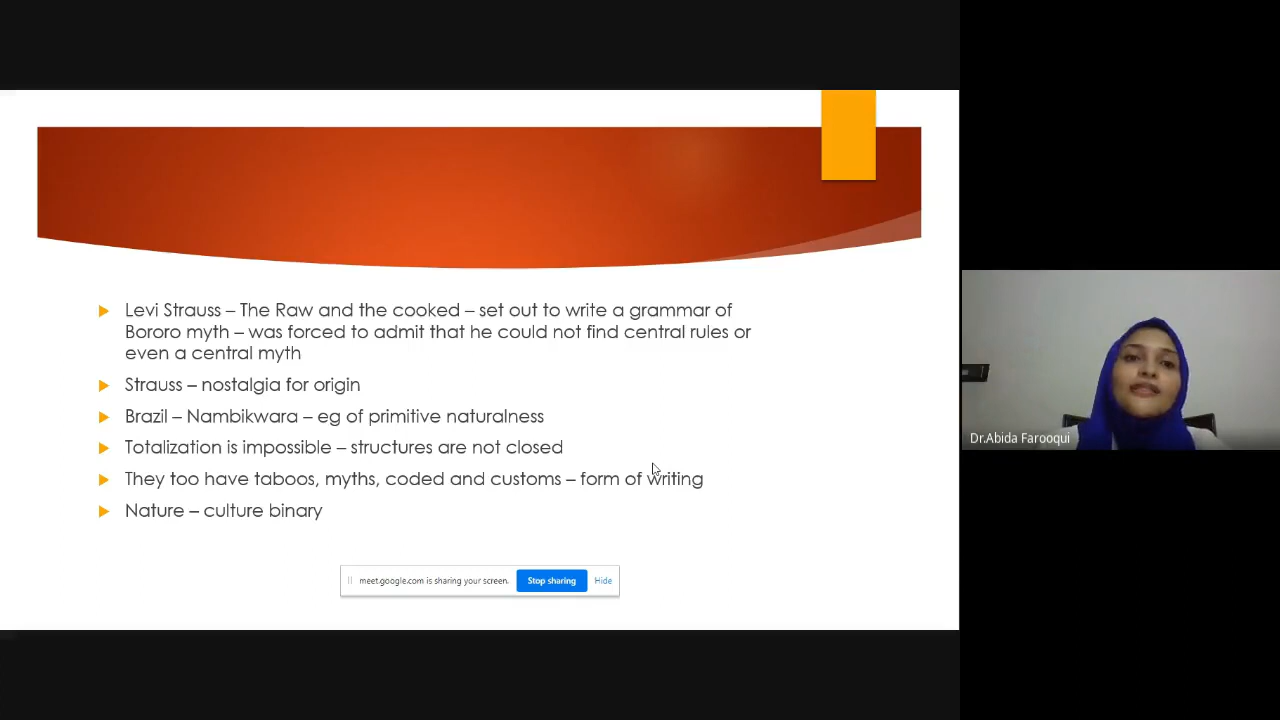 Levi Strauss – The Raw and the cooked – set out to write a grammar of
Bororo myth – was forced to admit that he could not find central rules or
even a central myth
Strauss – nostalgia for origin
Brazil – Nambikwara – eg of primitive naturalness
Totalization is impossible – structures are not closed
They too have taboos, myths, coded and customs – form of writing
Nature – culture binary
meet.google.com is sharing your screen. Stop sharing Hide
Dr.Abida Farooqui